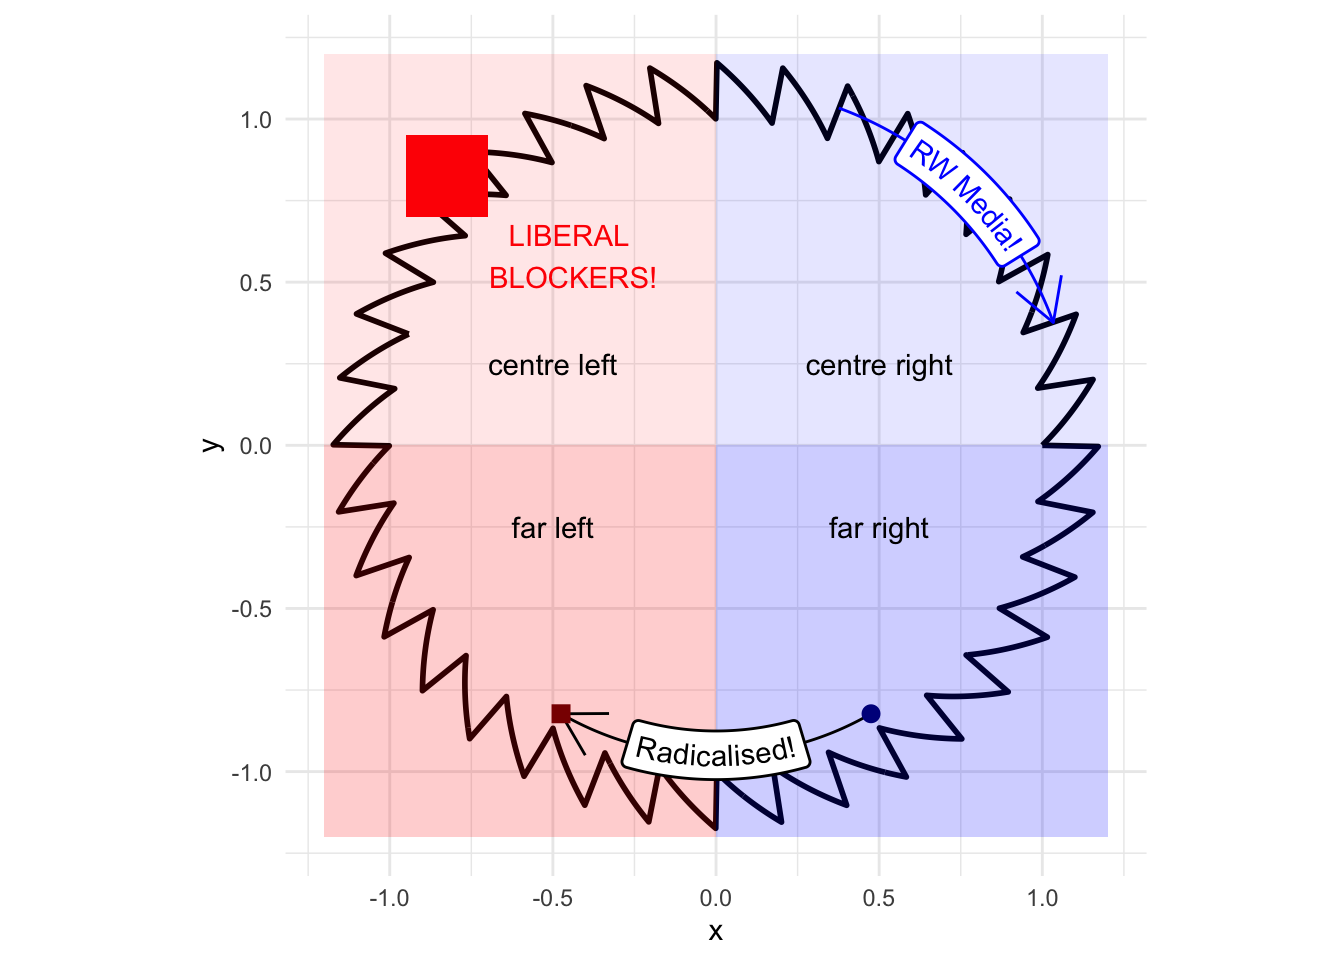 1.0
0.5
0.0
-0.5
-1.0
y
RW Media!
LIBERAL
BLOCKERS!
centre left
centre right
far left
far right
Radicalised!
-1.0
-0.5
0.0
0.5
1.0
x